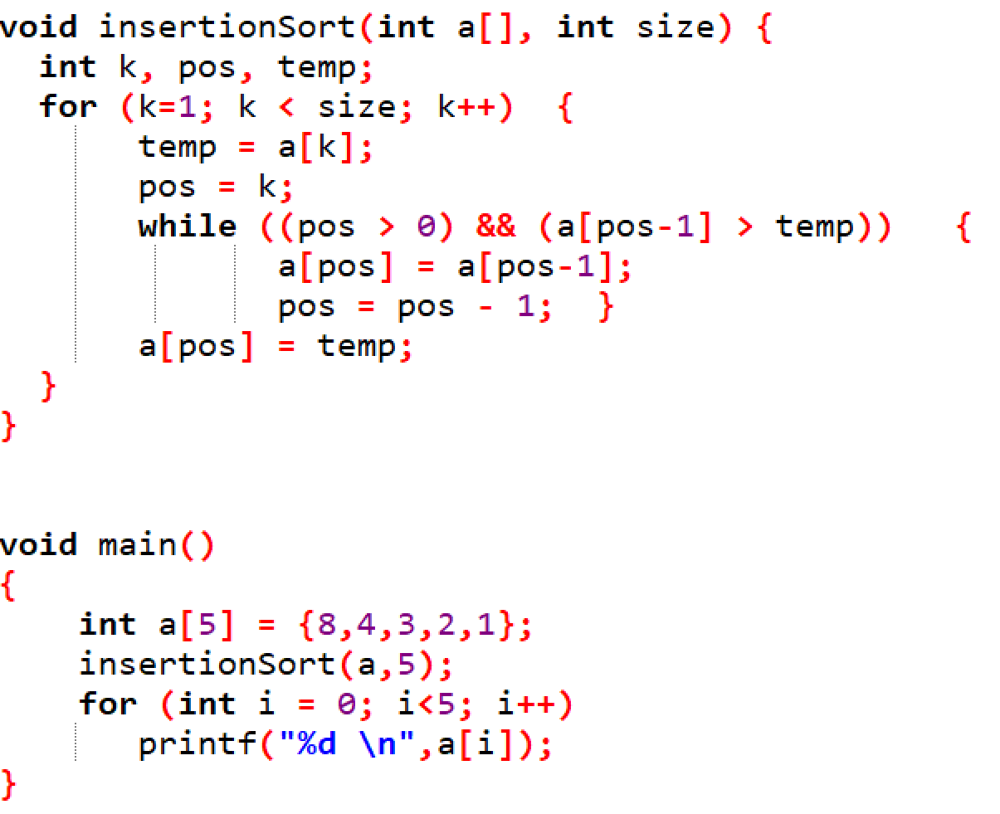 void insertionSort(int a[], int size) {
  int k, pos, temp;
  for (k=1; k < size; k++)  {
       temp = a[k];
       pos = k;
       while ((pos > 0) && (a[pos-1] > temp))   {
              a[pos] = a[pos-1];
              pos = pos - 1;  }
       a[pos] = temp;
  }
}
void main()
{
    int a[5] = {8,4,3,2,1};
    insertionSort(a,5);
    for (int i = 0; i<5; i++)
       printf("%d \n",a[i]);
}